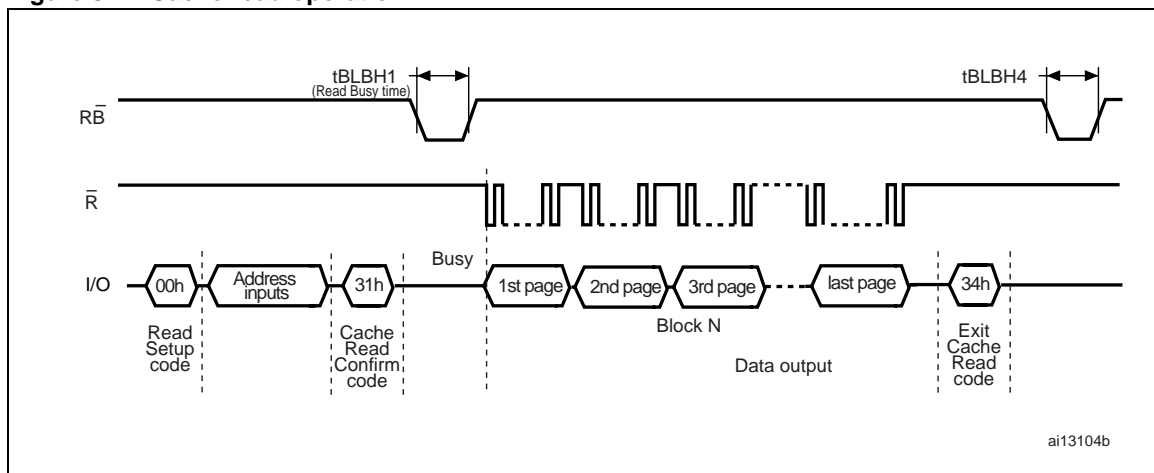 tBLBH1
(Read Busy time)
tBLBH4
RB̅
R̅
Busy
I/O
00h
Address
inputs
31h
1st page
2nd page
3rd page
last page
34h
Block N
Read
Setup
code
Cache
Read
Confirm
code
Data output
Exit
Cache
Read
code
ai13104b